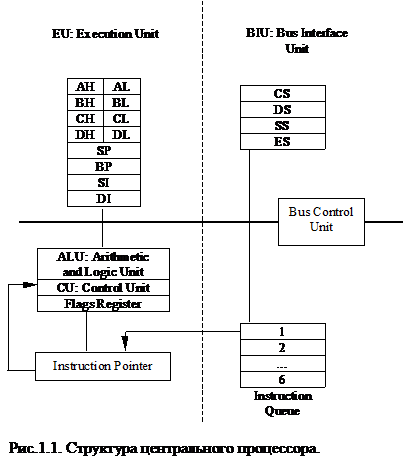 EU: Execution Unit
BIU: Bus Interface
Unit
AH AL
BH BL
CH CL
DH DL
SP
BP
SI
DI
CS
DS
SS
ES
Bus Control
Unit
ALU: Arithmetic
and Logic Unit
CU: Control Unit
Flags Register
Instruction Pointer
1
2
...
6
Instruction
Queue
Рис.1.1. Структура центрального процессора.